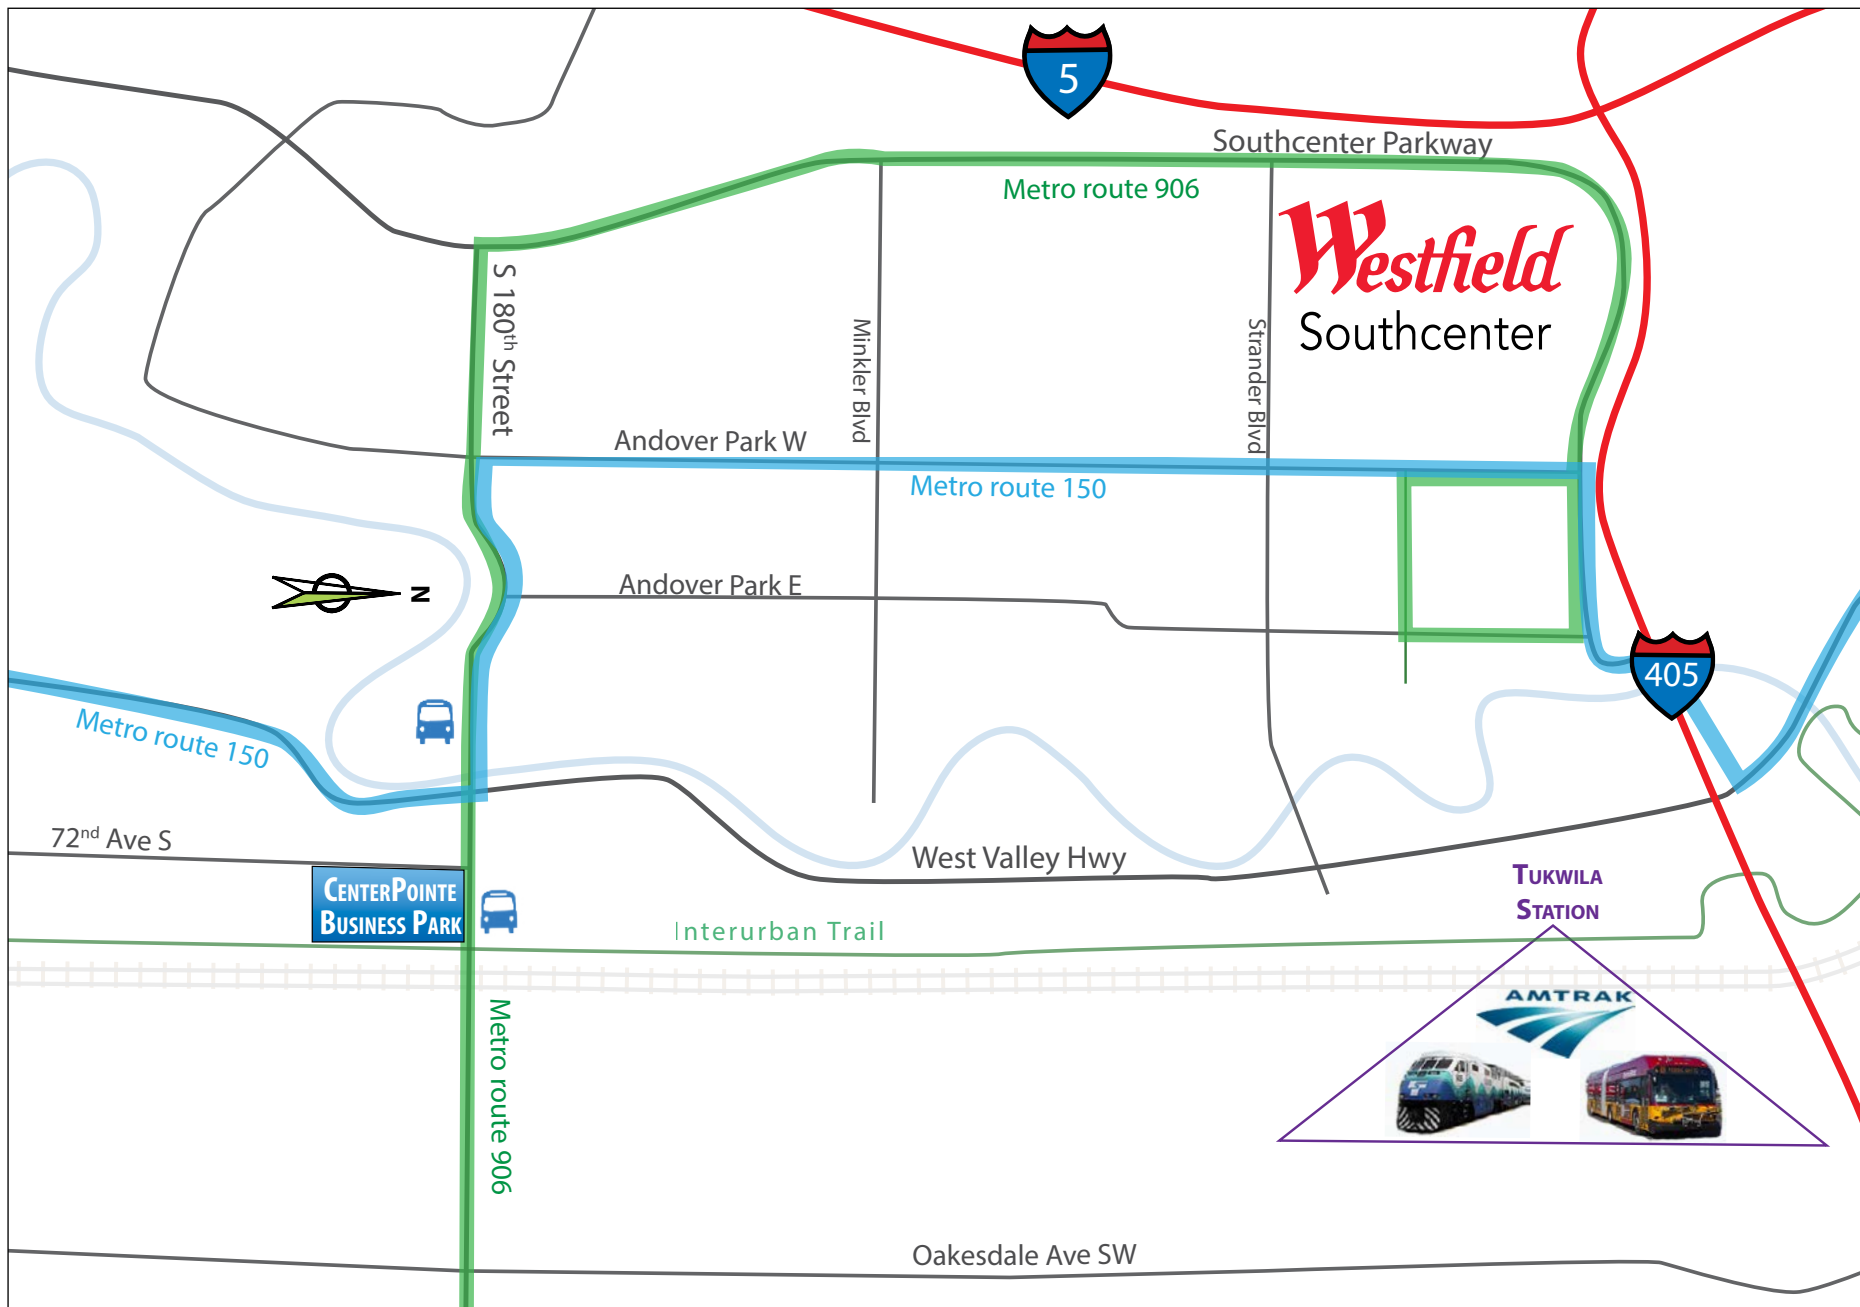 5
Southcenter Parkway
Metro route 906
Westfield
Southcenter
S 180th Street
Minkler Blvd
Strander Blvd
Andover Park W
Metro route 150
Andover Park E
N
405
Metro route 150
72nd Ave S
West Valley Hwy
CENTERPOINTE
BUSINESS PARK
TUKWILA
STATION
Interurban Trail
AMTRAK
Metro route 906
Oakesdale Ave SW